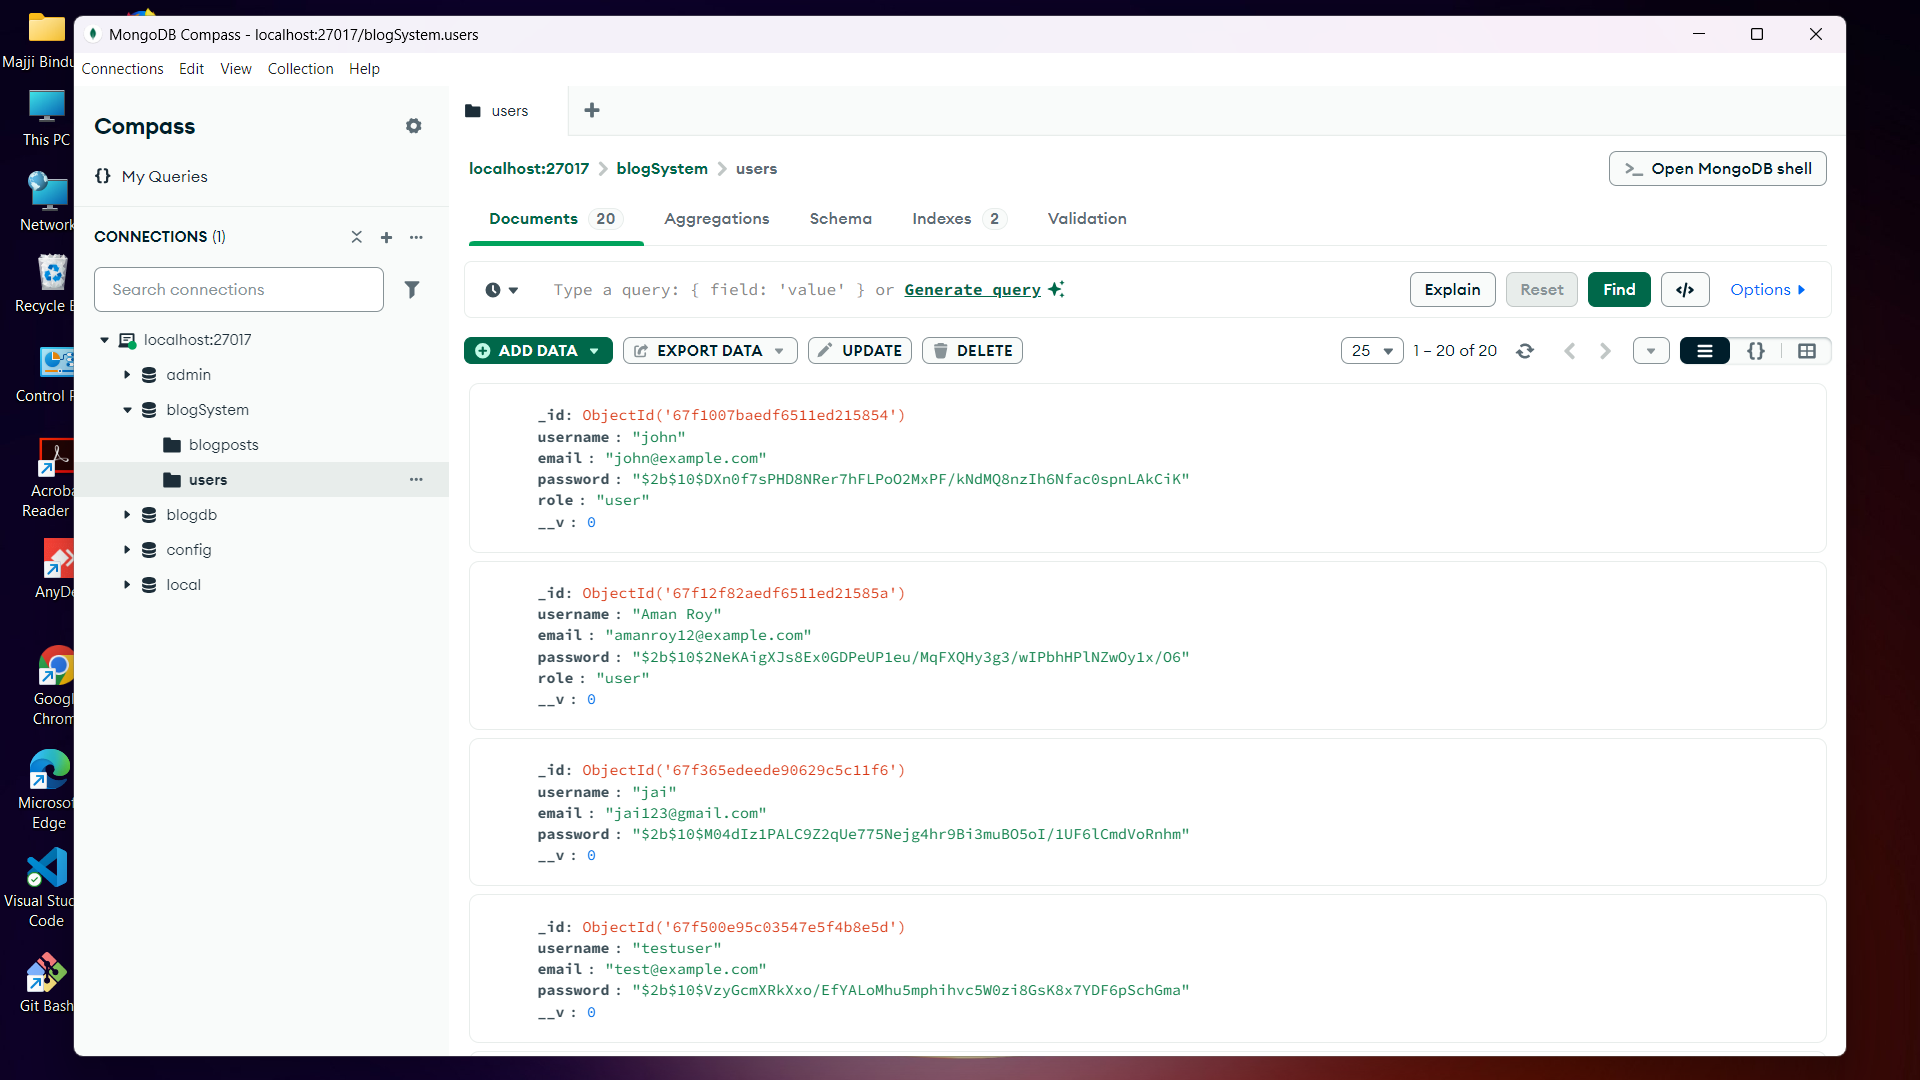 MongoDB Compass - localhost:27017/blogSystem.users
Connections Edit View Collection Help
Majji Bindu
This PC
Network
Recycle B
Control P
Acroba
Reader
AnyDe
Googl
Chrom
Microsof
Edge
Visual Stud
Code
Git Bash
Compass
My Queries
CONNECTIONS (1)
Search connections
localhost:27017
admin
blogSystem
blogposts
users
blogdb
config
local
users
localhost:27017 > blogSystem > users
>_ Open MongoDB shell
Documents 20 Aggregations Schema Indexes 2 Validation
Type a query: { field: 'value' } or Generate query
Explain Reset Find </> Options
ADD DATA EXPORT DATA UPDATE DELETE
25 1 – 20 of 20 {}
_id: ObjectId('67f1007baedf6511ed215854')
username : "john"
email : "john@example.com"
password : "$2b$10$DXn0f7sPHD8NRer7hFLPoO2MxPF/kNdMQ8nzIh6Nfac0spnLAkCiK"
role : "user"
__v : 0
_id: ObjectId('67f12f82aedf6511ed21585a')
username : "Aman Roy"
email : "amanroy12@example.com"
password : "$2b$10$2NeKAigXJs8Ex0GDPeUP1eu/MqFXQHy3g3/wIPbhHPlNZwOy1x/O6"
role : "user"
__v : 0
_id: ObjectId('67f365edeede90629c5c11f6')
username : "jai"
email : "jai123@gmail.com"
password : "$2b$10$M04dIz1PALC9Z2qUe775Nejg4hr9Bi3muBO5oI/1UF6lCmdVoRnhm"
__v : 0
_id: ObjectId('67f500e95c03547e5f4b8e5d')
username : "testuser"
email : "test@example.com"
password : "$2b$10$VzyGcmXRkXxo/EfYALoMhu5mphihvc5W0zi8GsK8x7YDF6pSchGma"
__v : 0